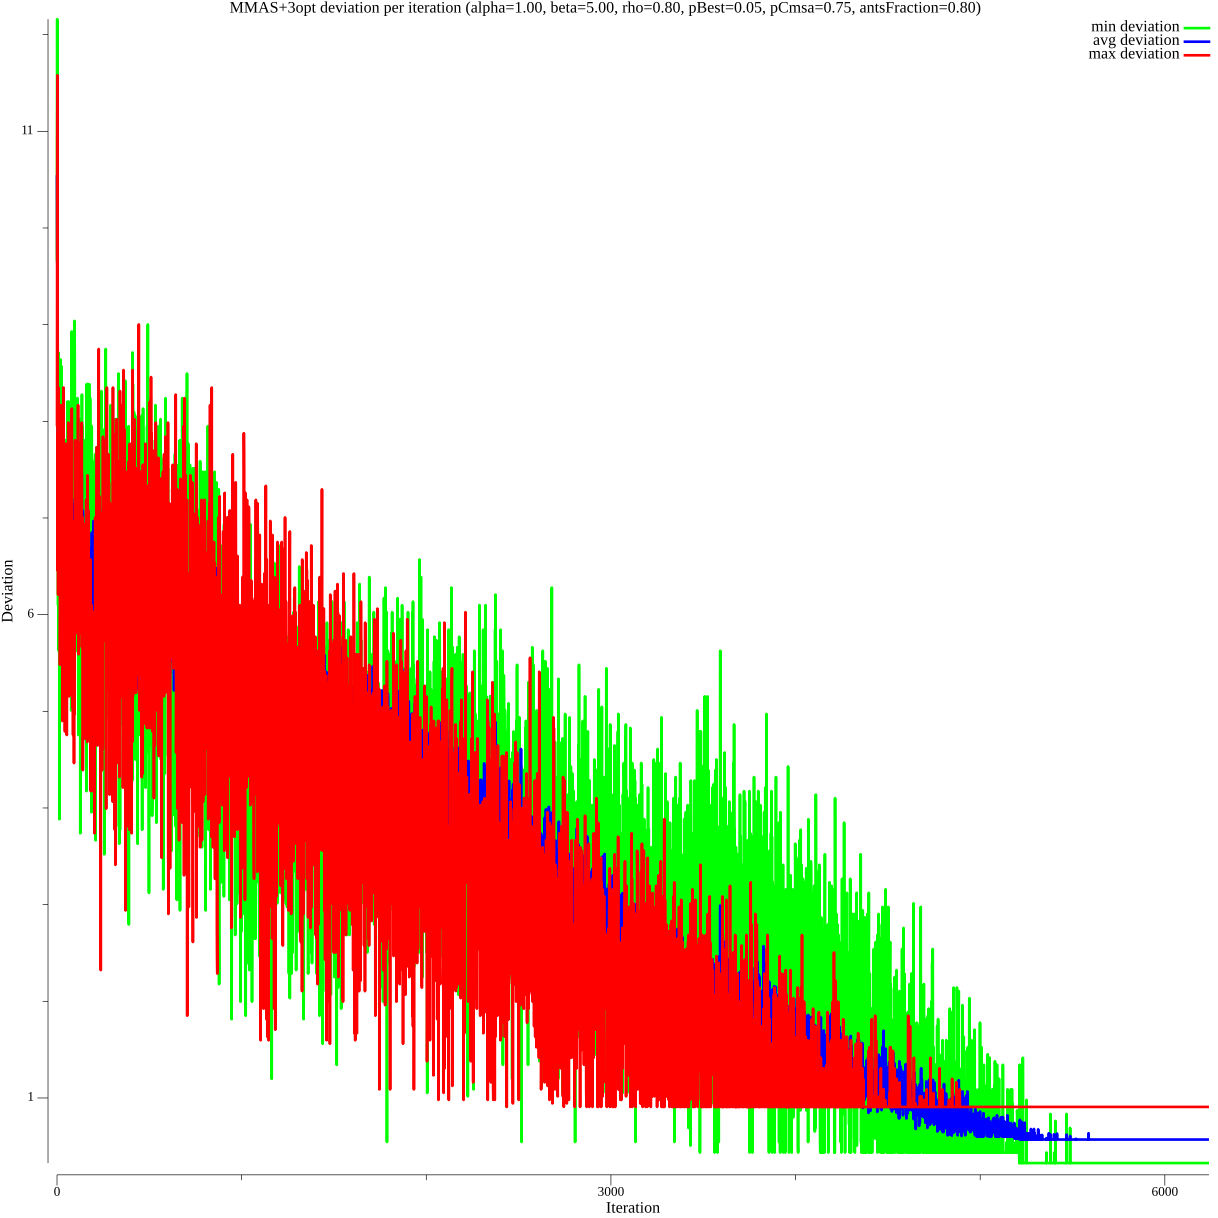 MMAS+3opt deviation per iteration (alpha=1.00, beta=5.00, rho=0.80, pBest=0.05, pCmsa=0.75, antsFraction=0.80)
min deviation
avg deviation
max deviation
11
6
1
Deviation
0
3000
6000
Iteration